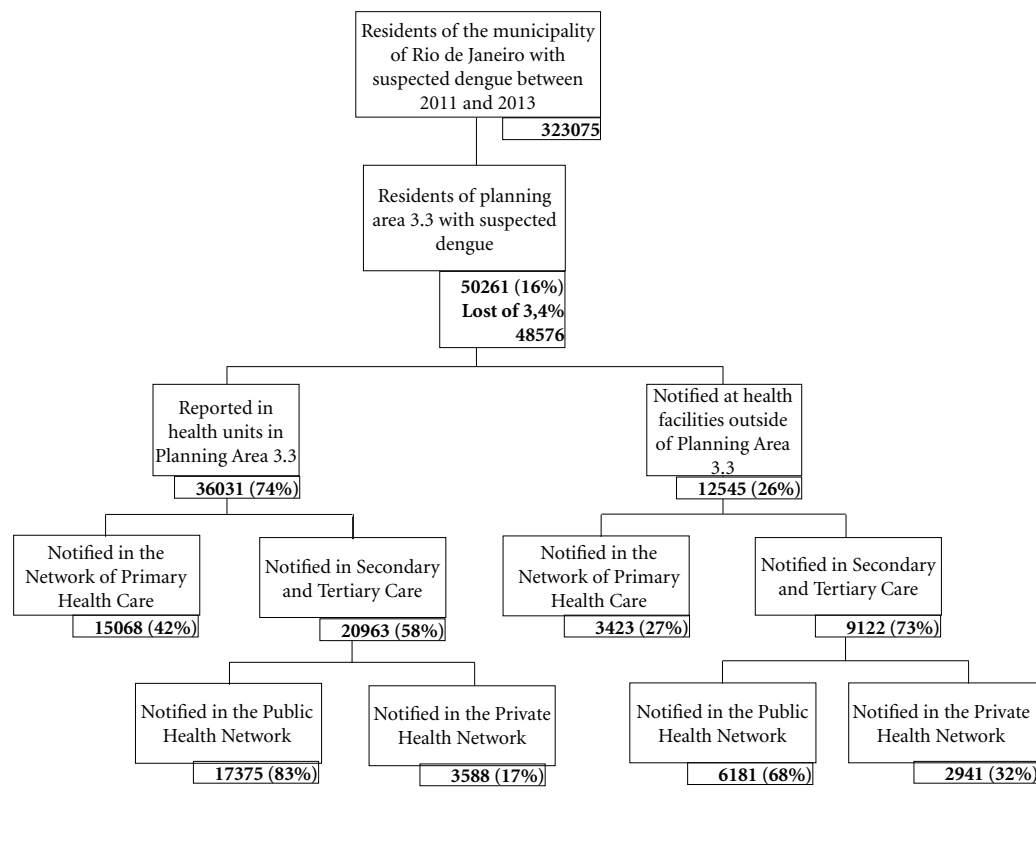 Residents of the municipality
of Rio de Janeiro with
suspected dengue between
2011 and 2013
323075
Residents of planning
area 3.3 with suspected
dengue
50261 (16%)
Lost of 3,4%
48576
Reported in
health units in
Planning Area 3.3
36031 (74%)
Notified at health
facilities outside
of Planning Area
3.3
12545 (26%)
Notified in the
Network of Primary
Health Care
15068 (42%)
Notified in Secondary
and Tertiary Care
20963 (58%)
Notified in the
Network of Primary
Health Care
3423 (27%)
Notified in Secondary
and Tertiary Care
9122 (73%)
Notified in the Public
Health Network
17375 (83%)
Notified in the Private
Health Network
3588 (17%)
Notified in the Public
Health Network
6181 (68%)
Notified in the Private
Health Network
2941 (32%)